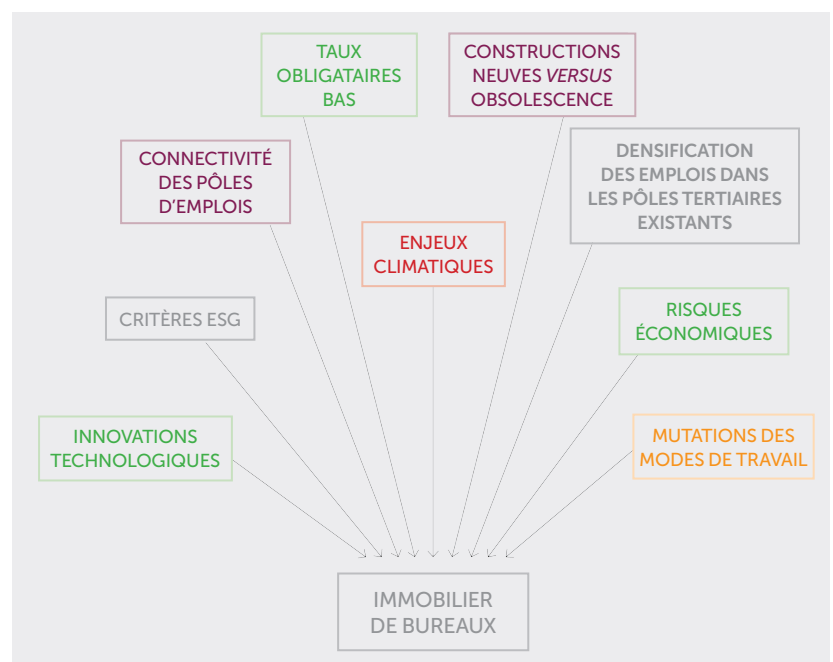 TAUX
OBLIGATAIRES
BAS
CONSTRUCTIONS
NEUVES VERSUS
OBSOLESCENCE
CONNECTIVITÉ
DES PÔLES
D'EMPLOIS
DENSIFICATION
DES EMPLOIS DANS
LES PÔLES TERTIAIRES
EXISTANTS
ENJEUX
CLIMATIQUES
CRITÈRES ESG
RISQUES
ÉCONOMIQUES
INNOVATIONS
TECHNOLOGIQUES
MUTATIONS DES
MODES DE TRAVAIL
IMMOBILIER
DE BUREAUX